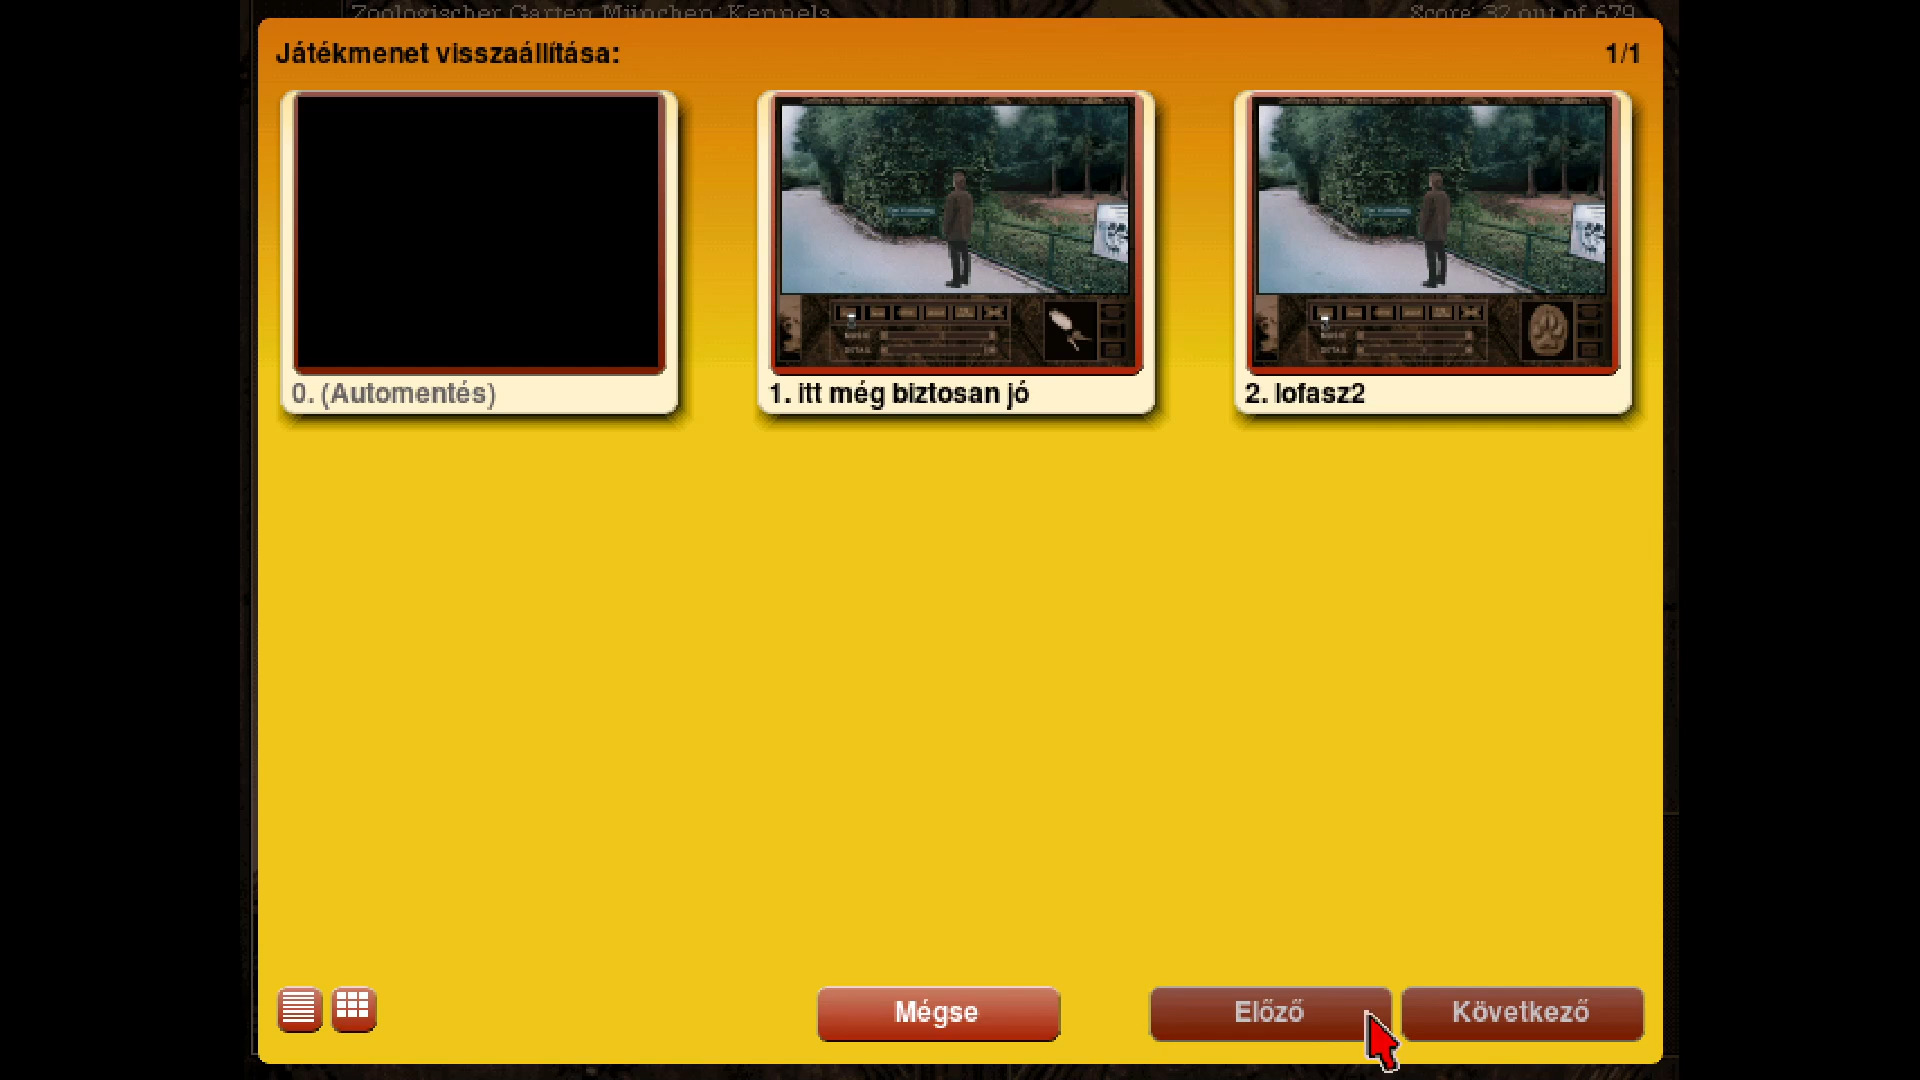 Zoologischer Garten München: Kennels
Score: 32 out of 679
Játékmenet visszaállítása:
1/1
0. (Automentés)
1. itt még biztosan jó
2. lofasz2
Mégse
Előző
Következő